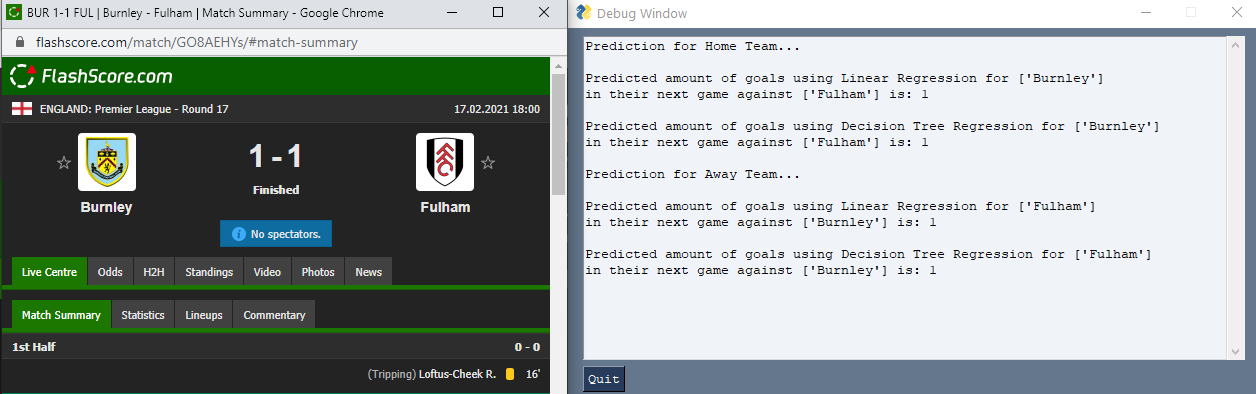 BUR 1-1 FUL | Burnley - Fulham | Match Summary - Google Chrome
flashscore.com/match/GO8AEHYs/#match-summary
FlashScore.com
ENGLAND: Premier League - Round 17 17.02.2021 18:00
1 - 1
Finished
Burnley Fulham
No spectators.
Live Centre Odds H2H Standings Video Photos News
Match Summary Statistics Lineups Commentary
1st Half 0 - 0
(Tripping) Loftus-Cheek R. 16'
Debug Window
Prediction for Home Team...
Predicted amount of goals using Linear Regression for ['Burnley']
in their next game against ['Fulham'] is: 1
Predicted amount of goals using Decision Tree Regression for ['Burnley']
in their next game against ['Fulham'] is: 1
Prediction for Away Team...
Predicted amount of goals using Linear Regression for ['Fulham']
in their next game against ['Burnley'] is: 1
Predicted amount of goals using Decision Tree Regression for ['Fulham']
in their next game against ['Burnley'] is: 1
Quit